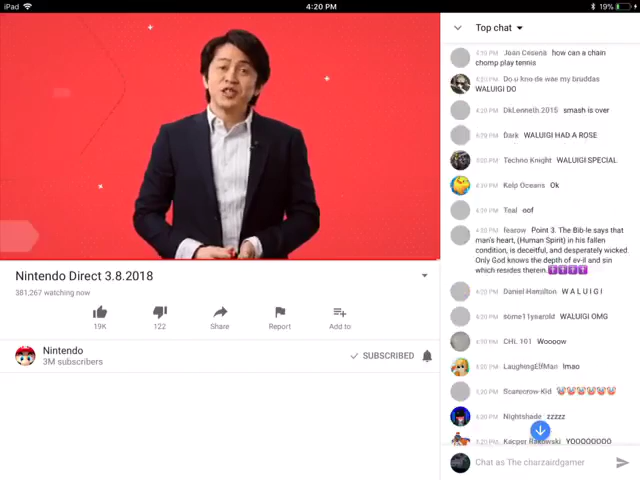 iPad 4:20 PM 19%
Top chat
Joan Cesena how can a chain
chomp play tennis
Do u kno de wae my bruddas
WALUIGI DO
DkLenneth.2015 smash is over
Dark WALUIGI HAD A ROSE
Techno Knight WALUIGI SPECIAL
Kelp Oceans Ok
Teal oof
fearow Point 3. The Bib-le says that
man's heart, (Human Spirit) in his fallen
condition, is deceitful, and desperately wicked.
Only God knows the depth of ev-il and sin
which resides therein.
4:20 PM Daniel Hamilton W A L U I G I
4:20 PM some11yearold WALUIGI OMG
CHL 101 Woooow
4:20 PM LaughingElfMan lmao
Scarecrow Kid
Nightshade zzzzz
Kacper Rakowski YOOOOOOOO
Chat as The charzairdgamer
Nintendo Direct 3.8.2018
381,267 watching now
19K 122 Share Report Add to
Nintendo
3M subscribers
SUBSCRIBED